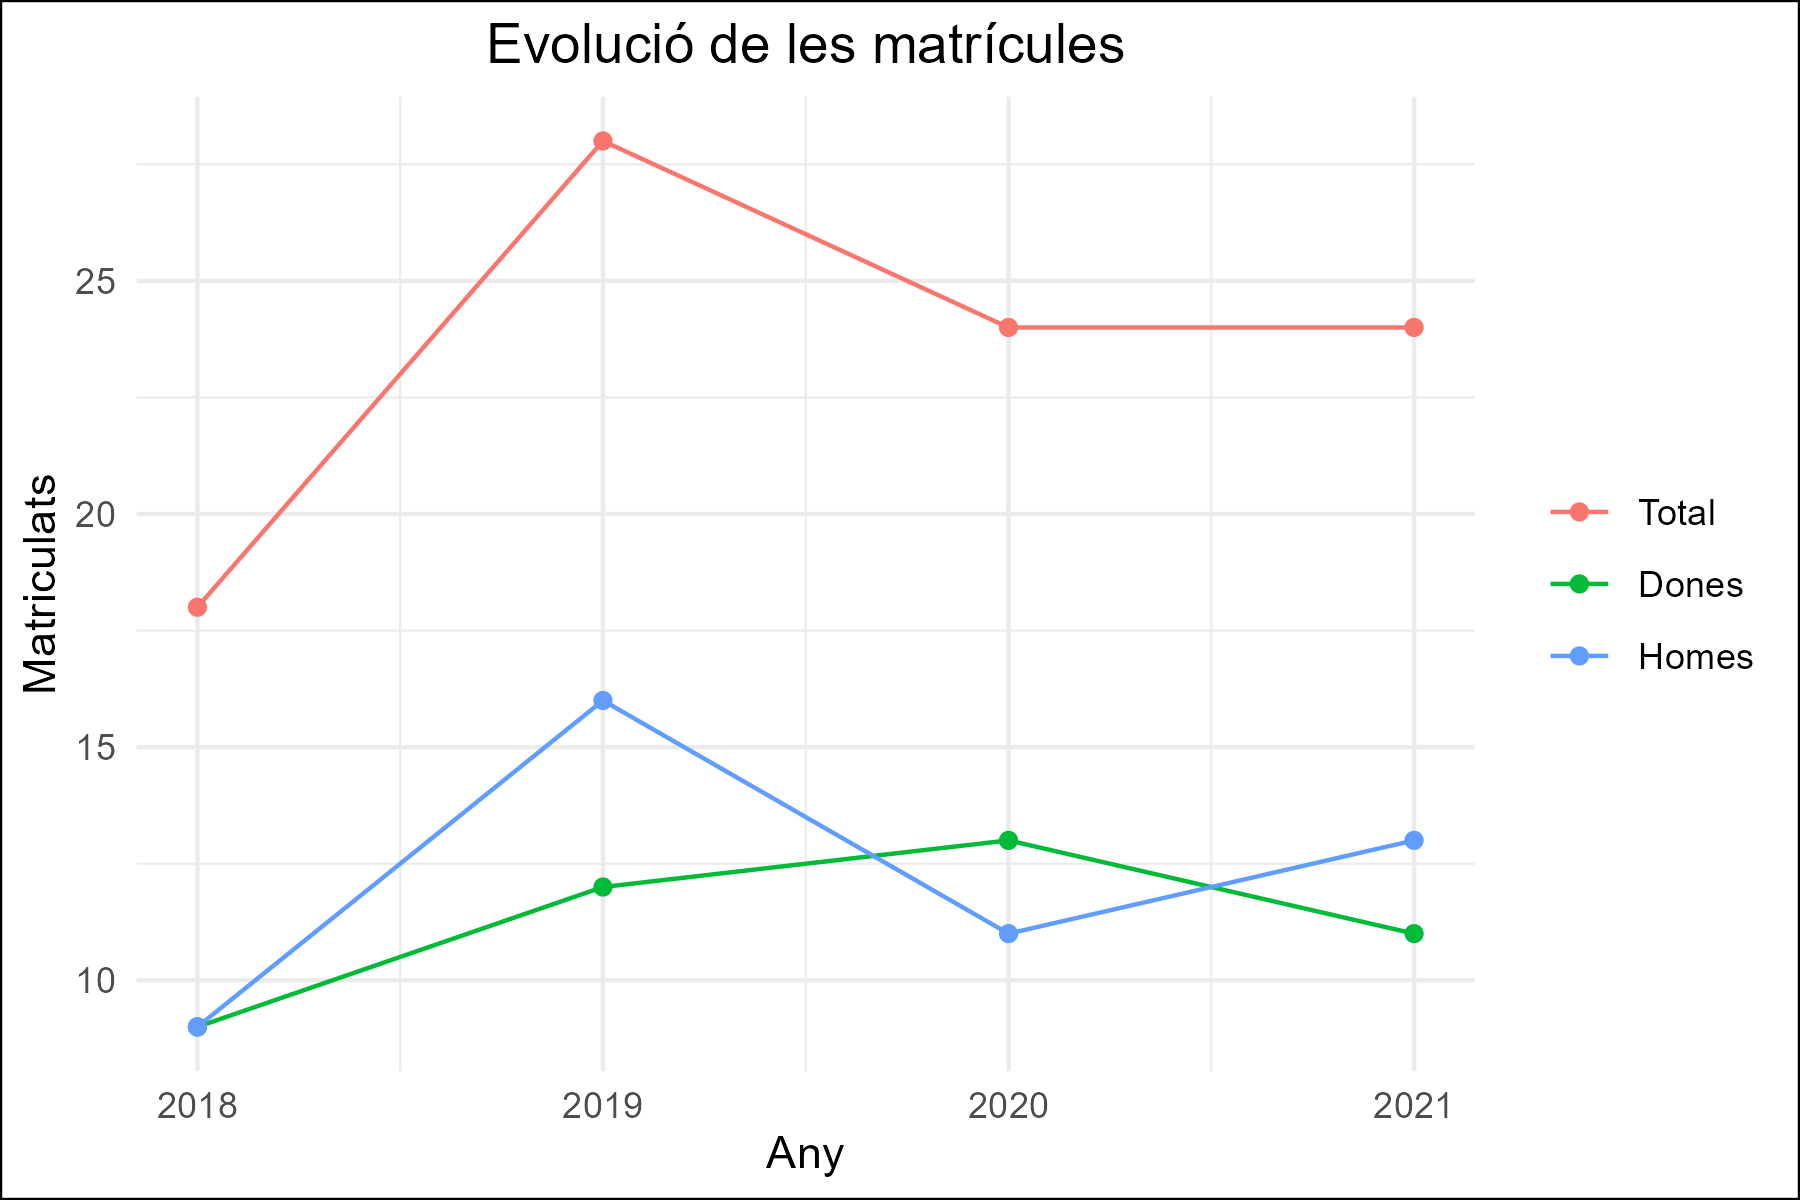 Evolució de les matrícules
Matriculats
25
20
15
10
2018
2019
2020
2021
Any
Total
Dones
Homes